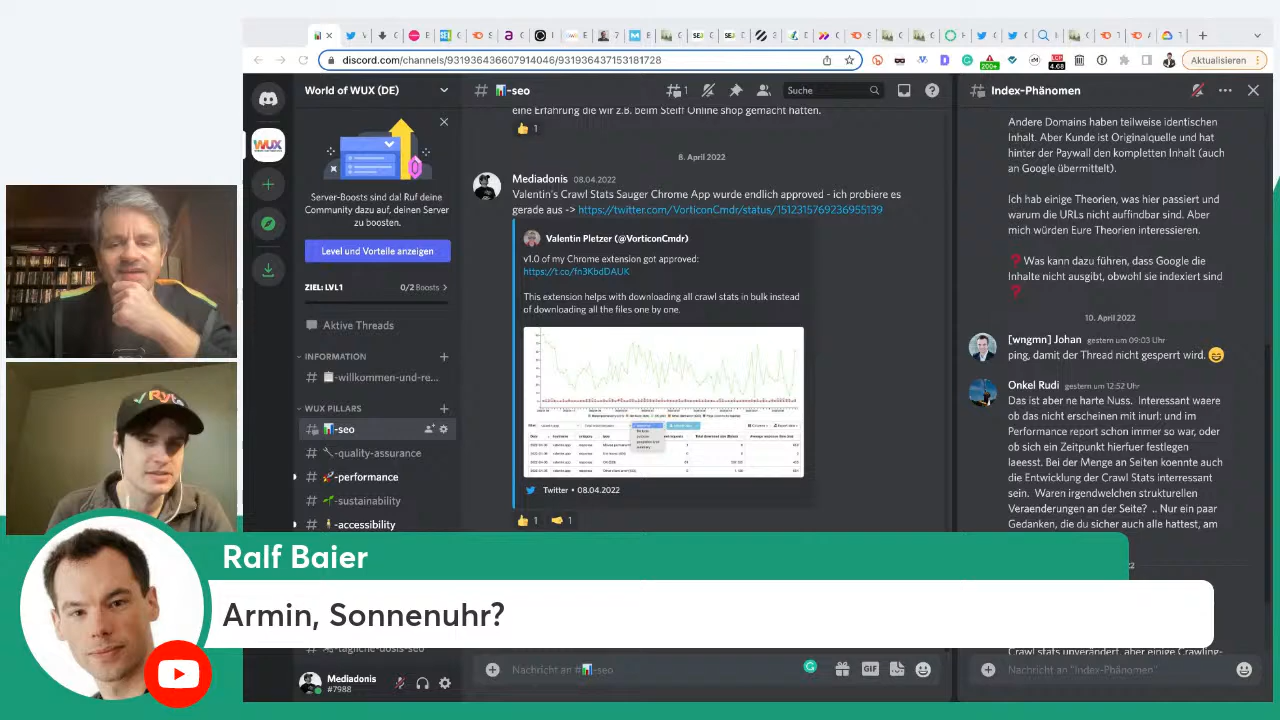 discord.com/channels/931936436607914046/931936437153181728
Aktualisieren
World of WUX (DE)
-seo
1
Suche
Index-Phänomen
WUX
Server-Boosts sind da! Ruf deine
Community dazu auf, deinen Server
zu boosten.
Level und Vorteile anzeigen
ZIEL: LVL1
0/2 Boosts
Aktive Threads
INFORMATION
-willkommen-und-re...
WUX PILLARS
-seo
-quality-assurance
-performance
-sustainability
-accessibility
Mediadonis
#7988
eine Erfahrung die wir z.B. beim Steiff Online shop gemacht hatten.
1
8. April 2022
Mediadonis 08.04.2022
Valentin's Crawl Stats Sauger Chrome App wurde endlich approved - ich probiere es
gerade aus -> https://twitter.com/VorticonCmdr/status/1512315769236955139
Valentin Pletzer (@VorticonCmdr)
v1.0 of my Chrome extension got approved:
https://t.co/fn3KbdDAUK
This extension helps with downloading all crawl stats in bulk instead
of downloading all the files one by one.
Twitter • 08.04.2022
1 1
Nachricht an #-seo
GIF
Andere Domains haben teilweise identischen
Inhalt. Aber Kunde ist Originalquelle und hat
hinter der Paywall den kompletten Inhalt (auch
an Google übermittelt).
Ich hab einige Theorien, was hier passiert und
warum die URLs nicht auffindbar sind. Aber
mich würden Eure Theorien interessieren.
Was kann dazu führen, dass Google die
Inhalte nicht ausgibt, obwohl sie indexiert sind
10. April 2022
[wngmn] Johan gestern um 09:03 Uhr
ping, damit der Thread nicht gesperrt wird.
Onkel Rudi gestern um 12:52 Uhr
Das ist aber ne harte Nuss. Interessant waere
ob das nicht erscheinen mit inurl: und im
Performance report schon immer so war, oder
ob sich ein Zeitpunkt hierfuer festlegen
laesst. Bei der Menge an Seiten koennte auch
die Entwicklung der Crawl Stats interressant
sein. Waren irgendwelchen strukturellen
Veraenderungen an der Seite? .. Nur ein paar
Gedanken, die du sicher auch alle hattest, am
Nachricht an "Index-Phänomen"
Ralf Baier
Armin, Sonnenuhr?